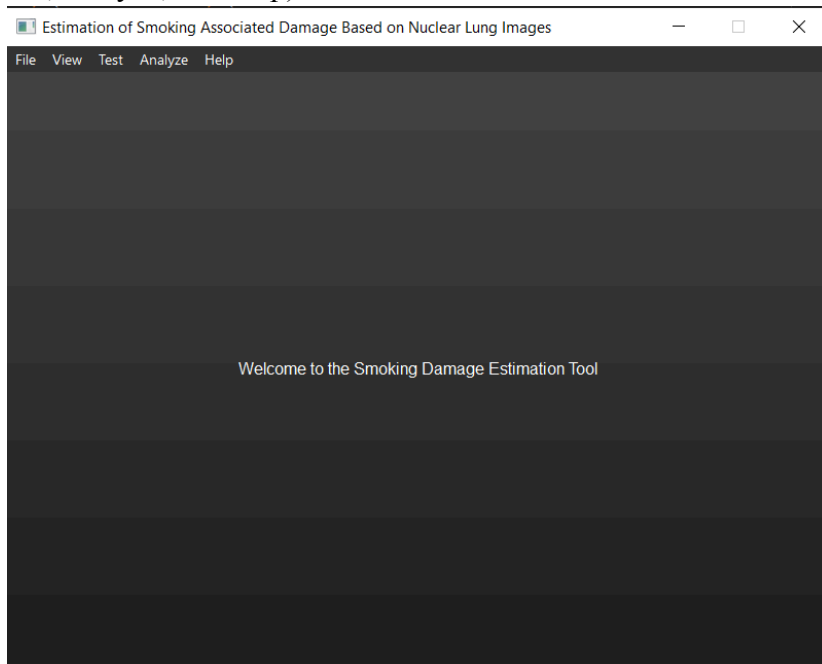 Estimation of Smoking Associated Damage Based on Nuclear Lung Images
File View Test Analyze Help
Welcome to the Smoking Damage Estimation Tool